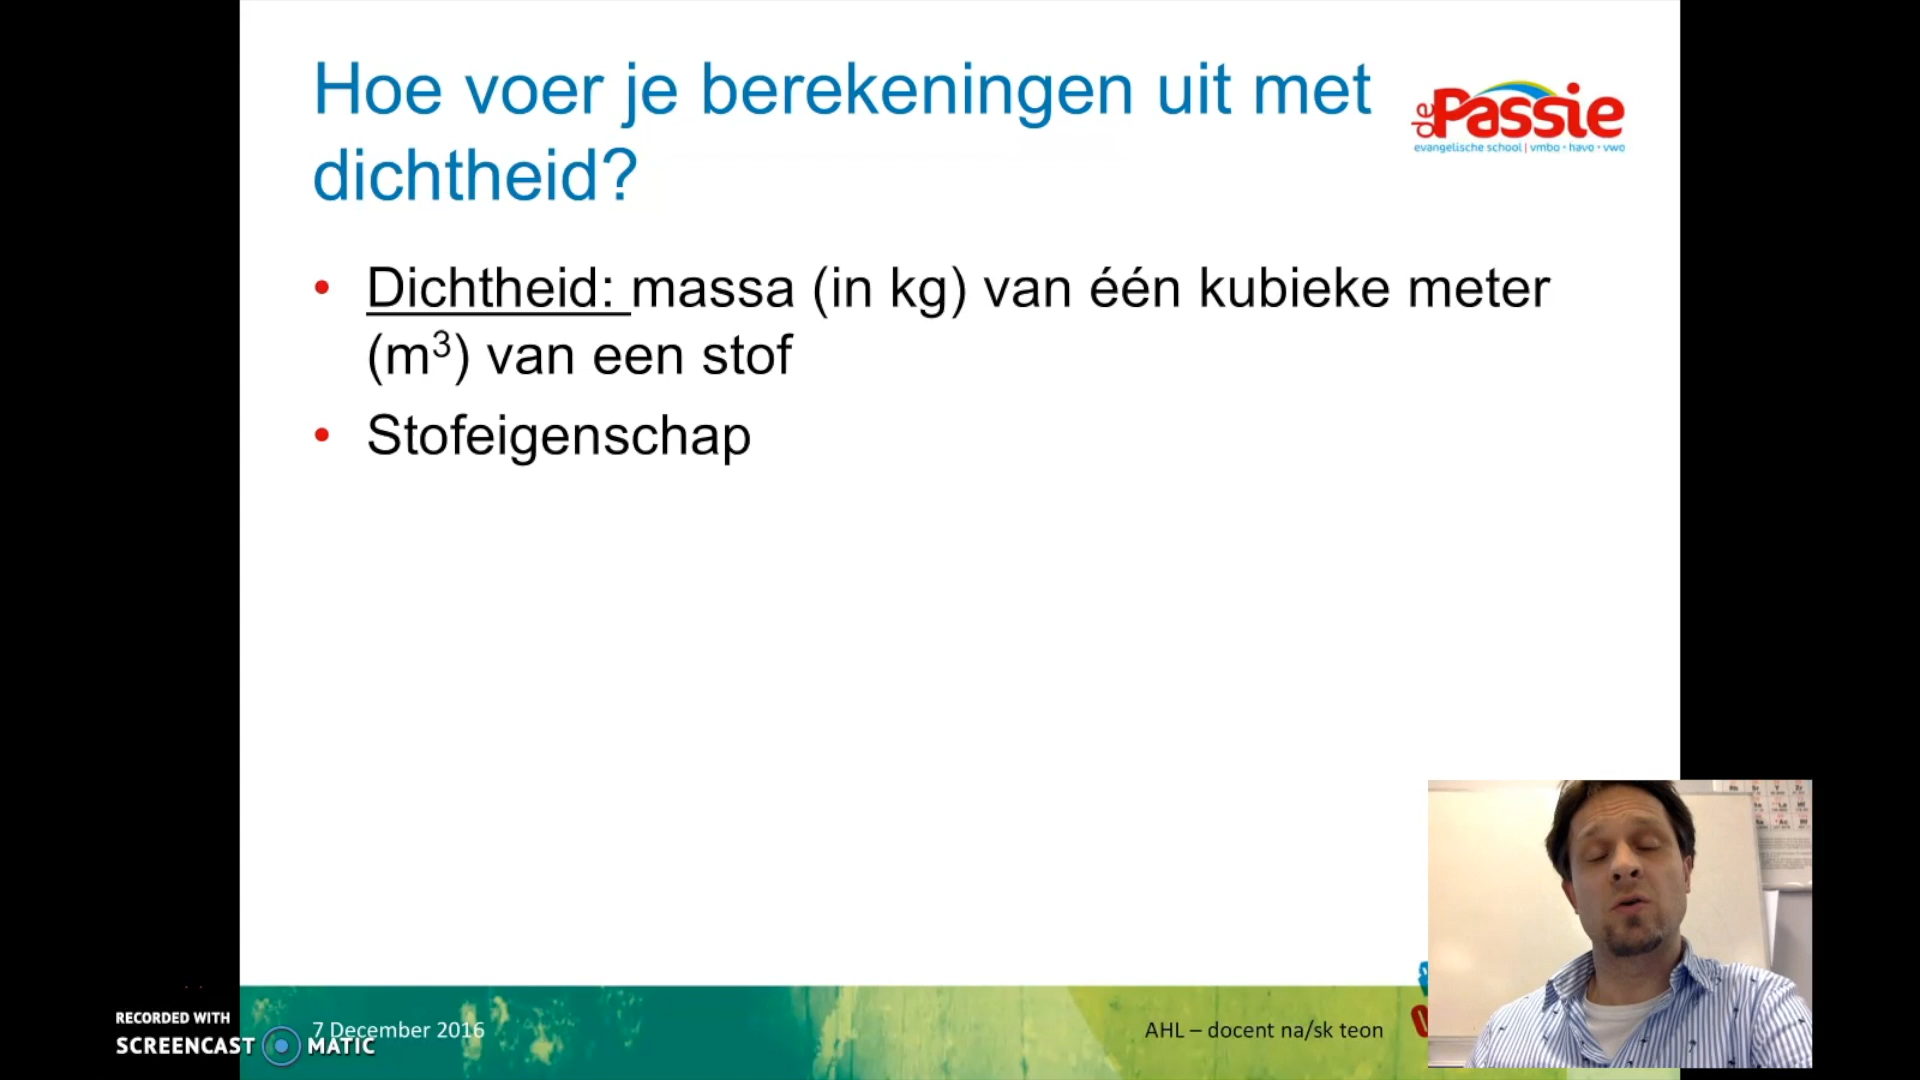 Hoe voer je berekeningen uit met
dichtheid?
de Passie
evangelische school | vmbo • havo • vwo
• Dichtheid: massa (in kg) van één kubieke meter
(m³) van een stof
• Stofeigenschap
7 December 2016
AHL – docent na/sk teon
RECORDED WITH
SCREENCAST MATIC